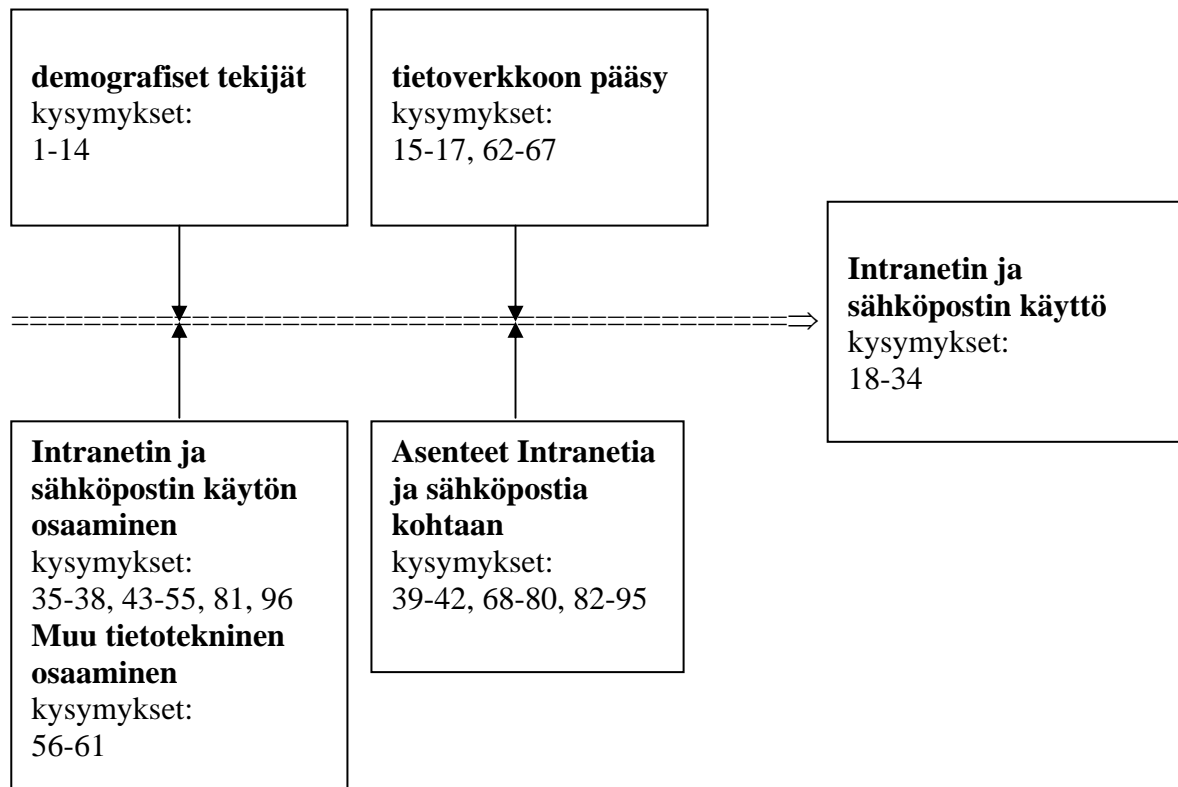 demografiset tekijät
kysymykset:
1-14
tietoverkkoon pääsy
kysymykset:
15-17, 62-67
Intranetin ja
sähköpostin käyttö
kysymykset:
18-34
Intranetin ja
sähköpostin käytön
osaaminen
kysymykset:
35-38, 43-55, 81, 96
Muu tietotekninen
osaaminen
kysymykset:
56-61
Asenteet Intranetia
ja sähköpostia
kohtaan
kysymykset:
39-42, 68-80, 82-95